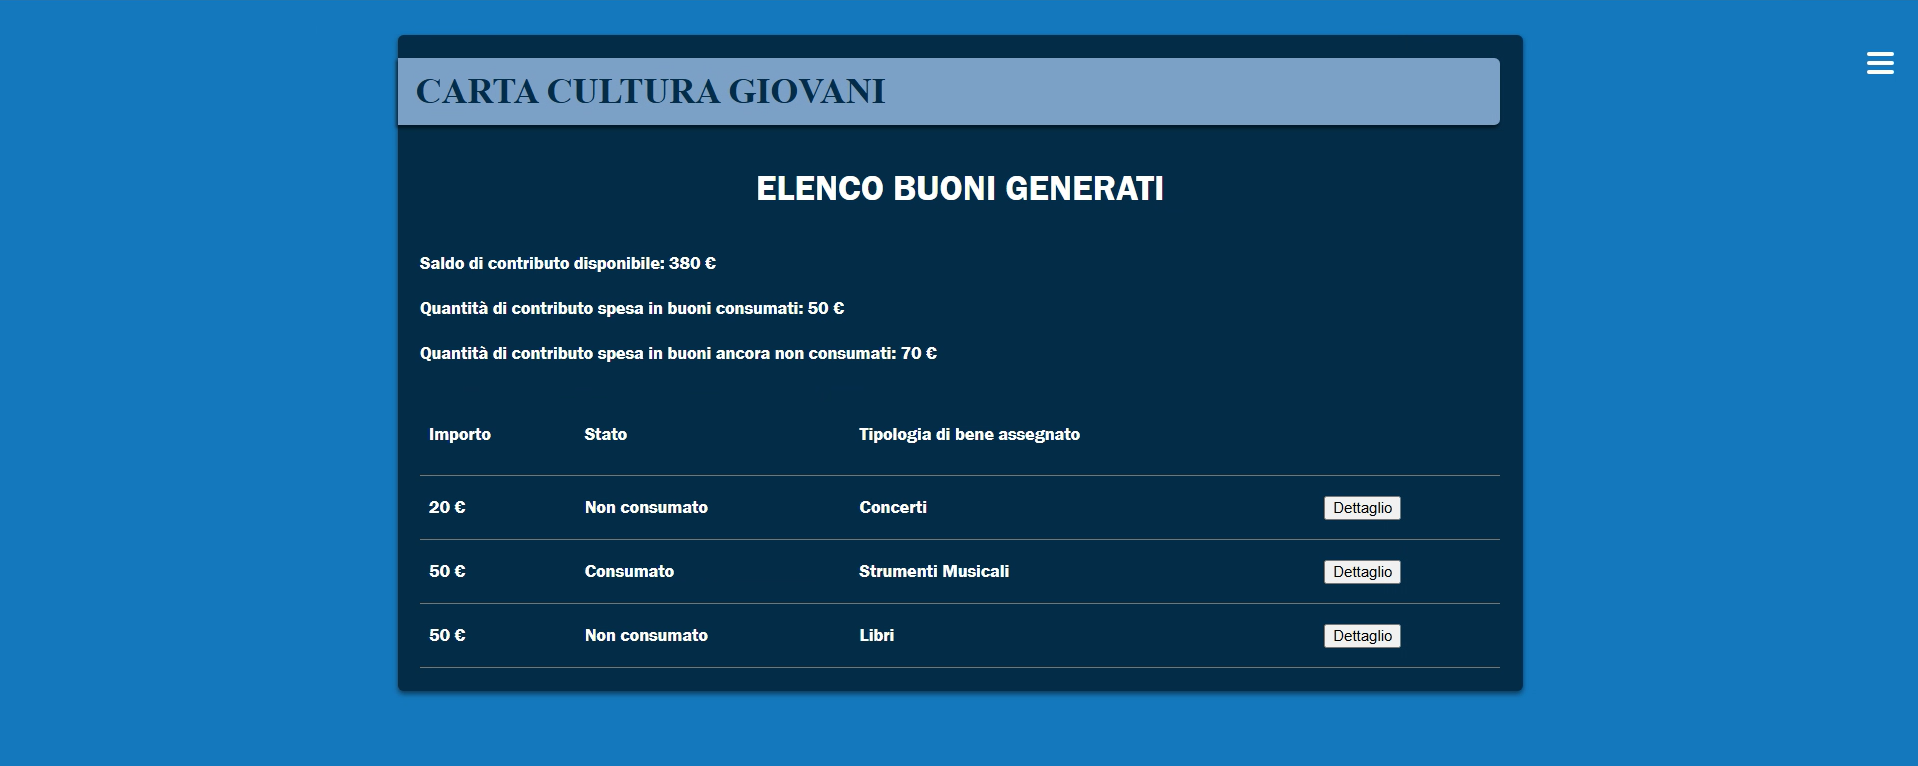 CARTA CULTURA GIOVANI
ELENCO BUONI GENERATI
Saldo di contributo disponibile: 380 €
Quantità di contributo spesa in buoni consumati: 50 €
Quantità di contributo spesa in buoni ancora non consumati: 70 €
Importo Stato Tipologia di bene assegnato
20 € Non consumato Concerti Dettaglio
50 € Consumato Strumenti Musicali Dettaglio
50 € Non consumato Libri Dettaglio